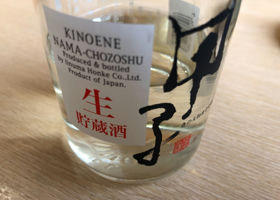 KINOENE
NAMA-CHOZOSHU
Produced & bottled
by Iinuma Honke Co.,Ltd.
Product of Japan.
生
貯蔵酒
甲子